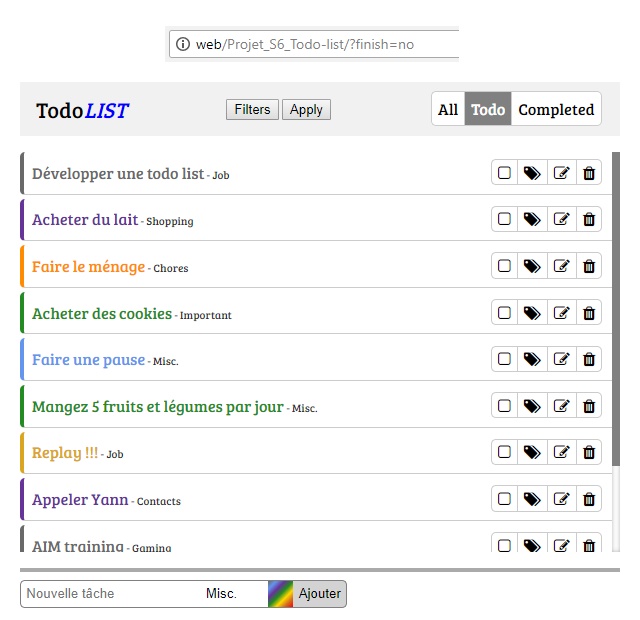 web/Projet_S6_Todo-list/?finish=no
TodoLIST Filters Apply All Todo Completed
Développer une todo list - Job
Acheter du lait - Shopping
Faire le ménage - Chores
Acheter des cookies - Important
Faire une pause - Misc.
Mangez 5 fruits et légumes par jour - Misc.
Replay !!! - Job
Appeler Yann - Contacts
AIM training - Gaming
Nouvelle tâche Misc. Ajouter